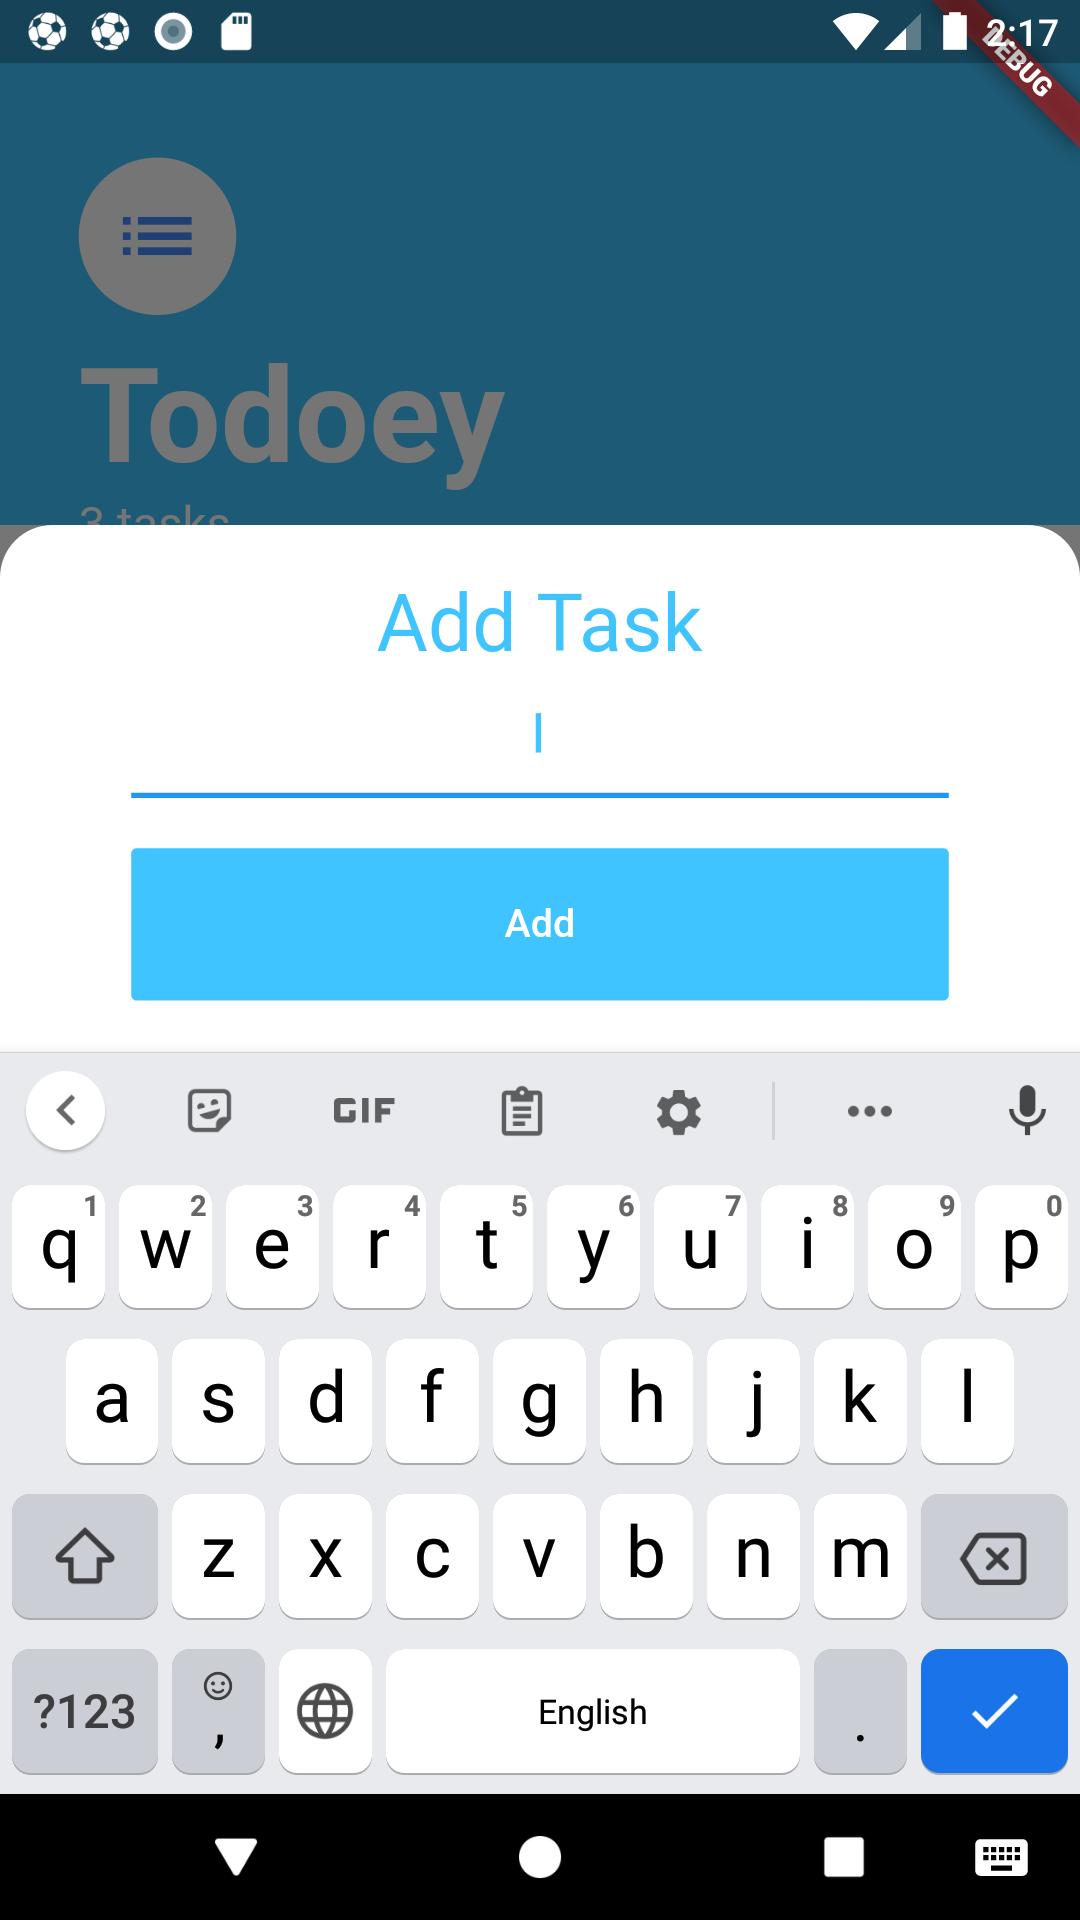 2:17
DEBUG
Todoey
3 tasks
Add Task
Add
GIF
1 2 3 4 5 6 7 8 9 0
q w e r t y u i o p
a s d f g h j k l
z x c v b n m
?123 , English .